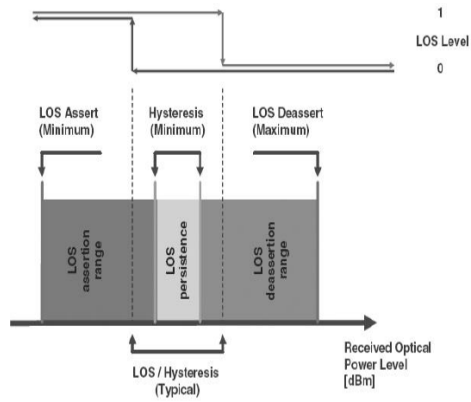 1
LOS Level
0
LOS Assert
(Minimum)
Hysteresis
(Minimum)
LOS Deassert
(Maximum)
LOS
assertion
range
LOS
persistence
LOS
deassertion
range
Received Optical
Power Level
[dBm]
LOS / Hysteresis
(Typical)